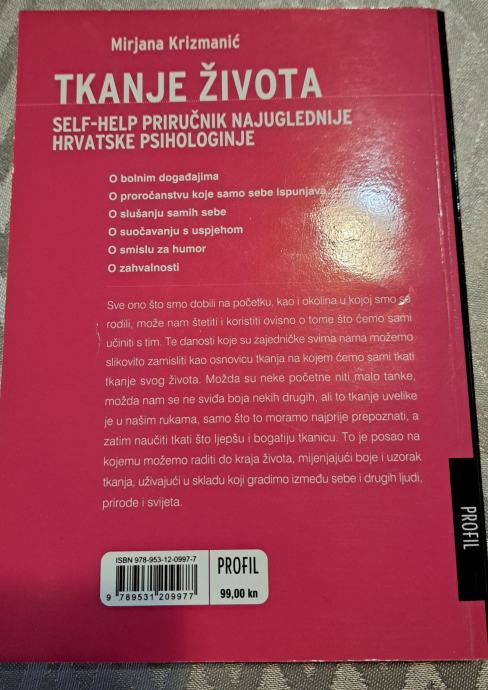 Mirjana Krizmanić
TKANJE ŽIVOTA
SELF-HELP PRIRUČNIK NAJUGLEDNIJE
HRVATSKE PSIHOLOGINJE
O bolnim događajima
O proročanstvu koje samo sebe ispunjava
O slušanju samih sebe
O suočavanju s uspjehom
O smislu za humor
O zahvalnosti
Sve ono što smo dobili na početku, kao i okolina u kojoj smo se
rodili, može nam štetiti i koristiti ovisno o tome što ćemo sami
učiniti s tim. Te danosti koje su zajedničke svima nama možemo
slikovito zamisliti kao osnovicu tkanja na kojem ćemo sami tkati
tkanje svog života. Možda su neke početne niti malo tanke,
možda nam se ne sviđa boja nekih drugih, ali to tkanje uvelike
je u našim rukama, samo što to moramo najprije prepoznati, a
zatim naučiti tkati što ljepšu i bogatiju tkanicu. To je posao na
kojemu možemo raditi do kraja života, mijenjajući boje i uzorak
tkanja, uživajući u skladu koji gradimo između sebe i drugih ljudi,
prirode i svijeta.
PROFIL
ISBN 978-953-12-0997-7
9 789531 209977
PROFIL
99,00 kn